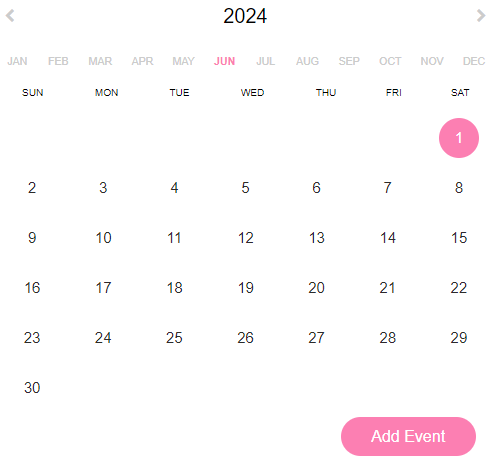 2024
JAN FEB MAR APR MAY JUN JUL AUG SEP OCT NOV DEC
SUN MON TUE WED THU FRI SAT
1
2 3 4 5 6 7 8
9 10 11 12 13 14 15
16 17 18 19 20 21 22
23 24 25 26 27 28 29
30
Add Event